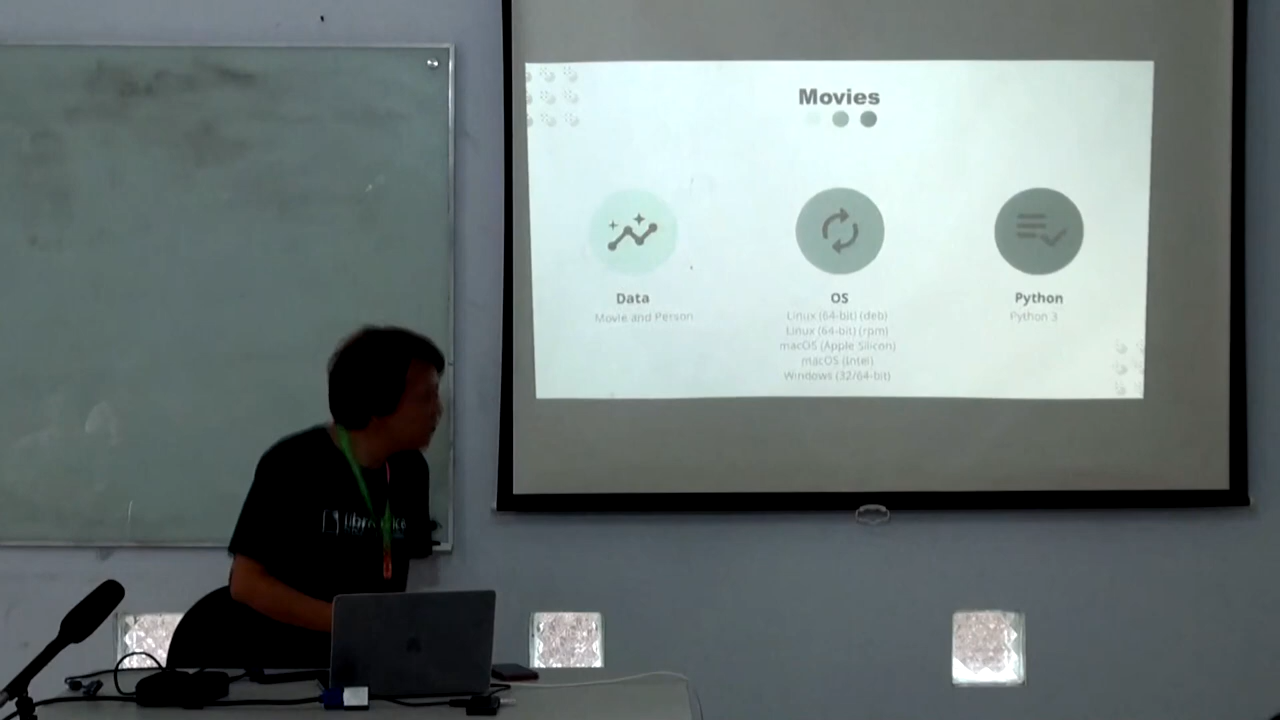 Movies
Data
Movie and Person
OS
Linux (64-bit) (deb)
Linux (64-bit) (rpm)
macOS (Apple Silicon)
macOS (Intel)
Windows (32/64-bit)
Python
Python 3